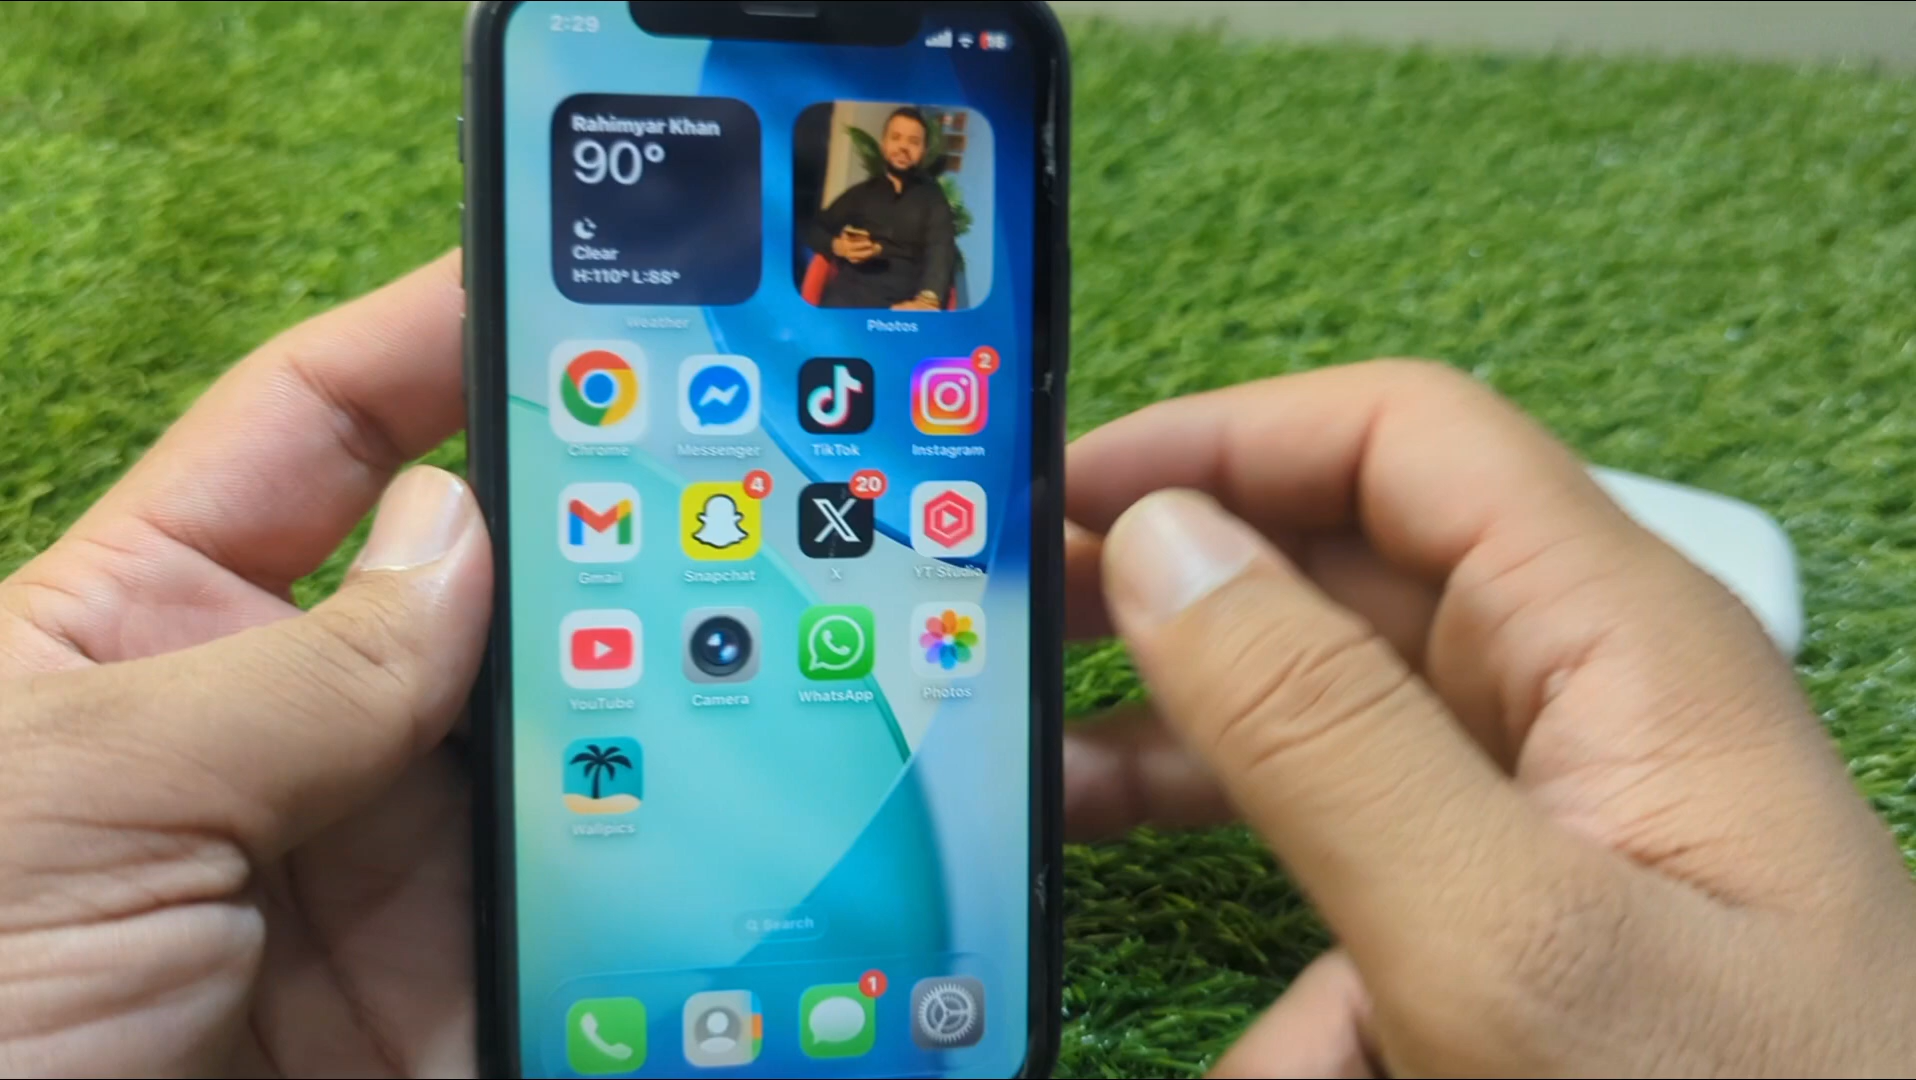 2:29
18
Rahimyar Khan
90°
Clear
H:110° L:88°
Weather
Photos
2
Chrome
Messenger
TikTok
Instagram
4
20
Gmail
Snapchat
X
YT Studio
YouTube
Camera
WhatsApp
Photos
Wallpics
Search
1